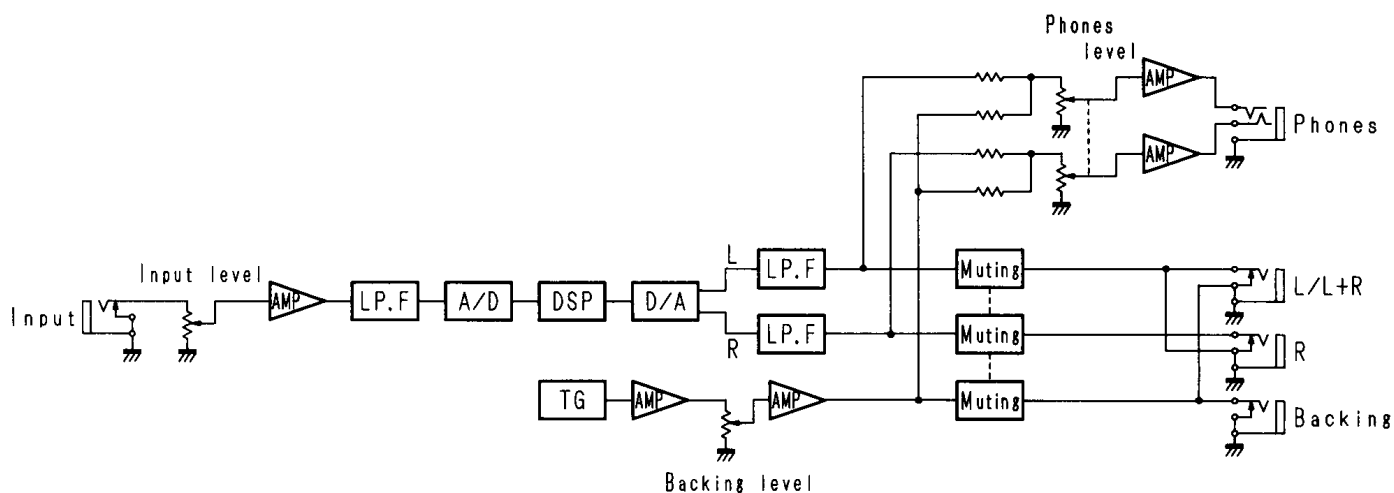 Phones
level
AMP
Phones
AMP
Input level
Input
AMP
LP.F
A/D
DSP
D/A
L
R
LP.F
LP.F
Muting
Muting
Muting
L/L+R
R
TG
AMP
AMP
Backing
Backing level